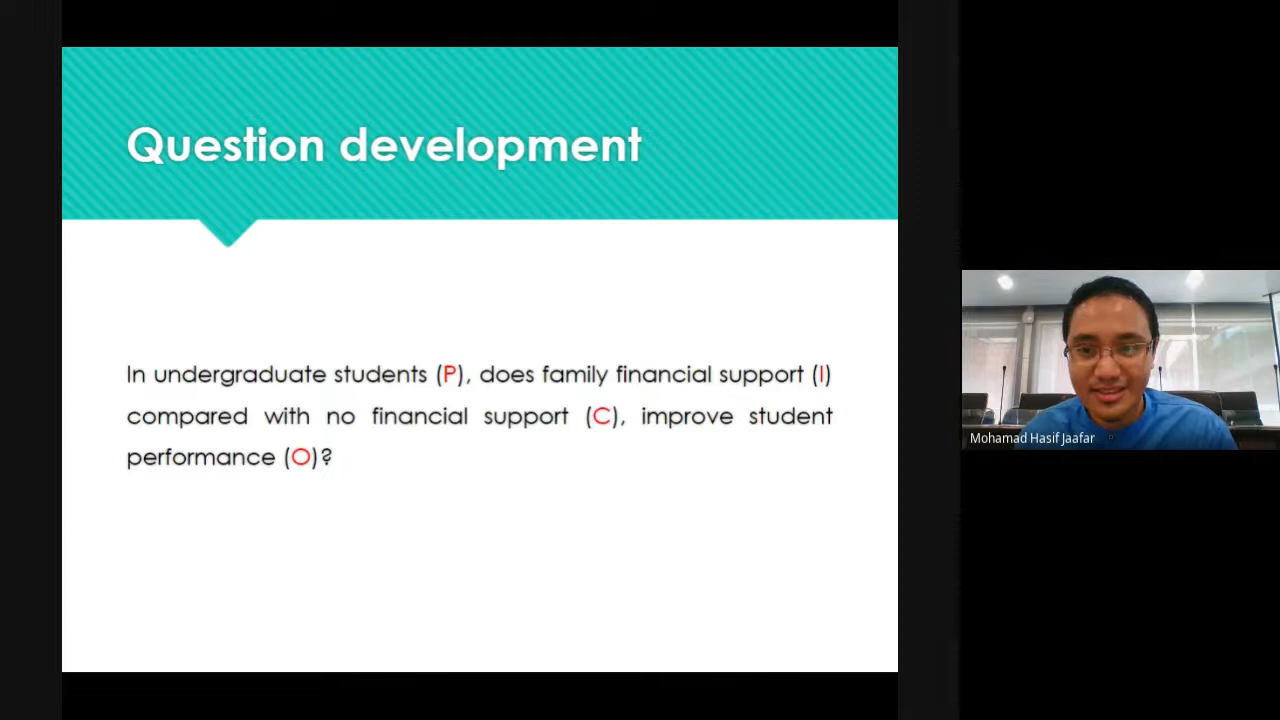 Question development
In undergraduate students (P), does family financial support (I)
compared with no financial support (C), improve student
performance (O)?
Mohamad Hasif Jaafar